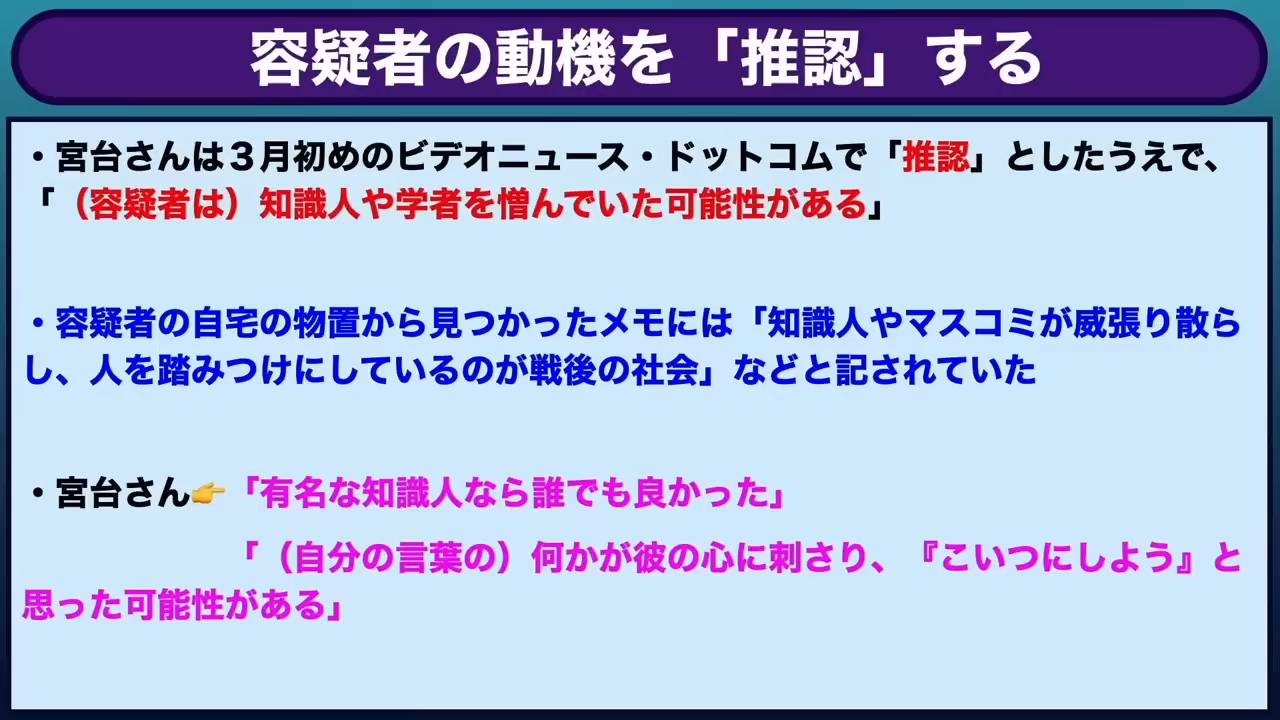 容疑者の動機を「推認」する
・宮台さんは３月初めのビデオニュース・ドットコムで「推認」としたうえで、
「（容疑者は）知識人や学者を憎んでいた可能性がある」
・容疑者の自宅の物置から見つかったメモには「知識人やマスコミが威張り散ら
し、人を踏みつけにしているのが戦後の社会」などと記されていた
・宮台さん👉「有名な知識人なら誰でも良かった」
「（自分の言葉の）何かが彼の心に刺さり、『こいつにしよう』と
思った可能性がある」